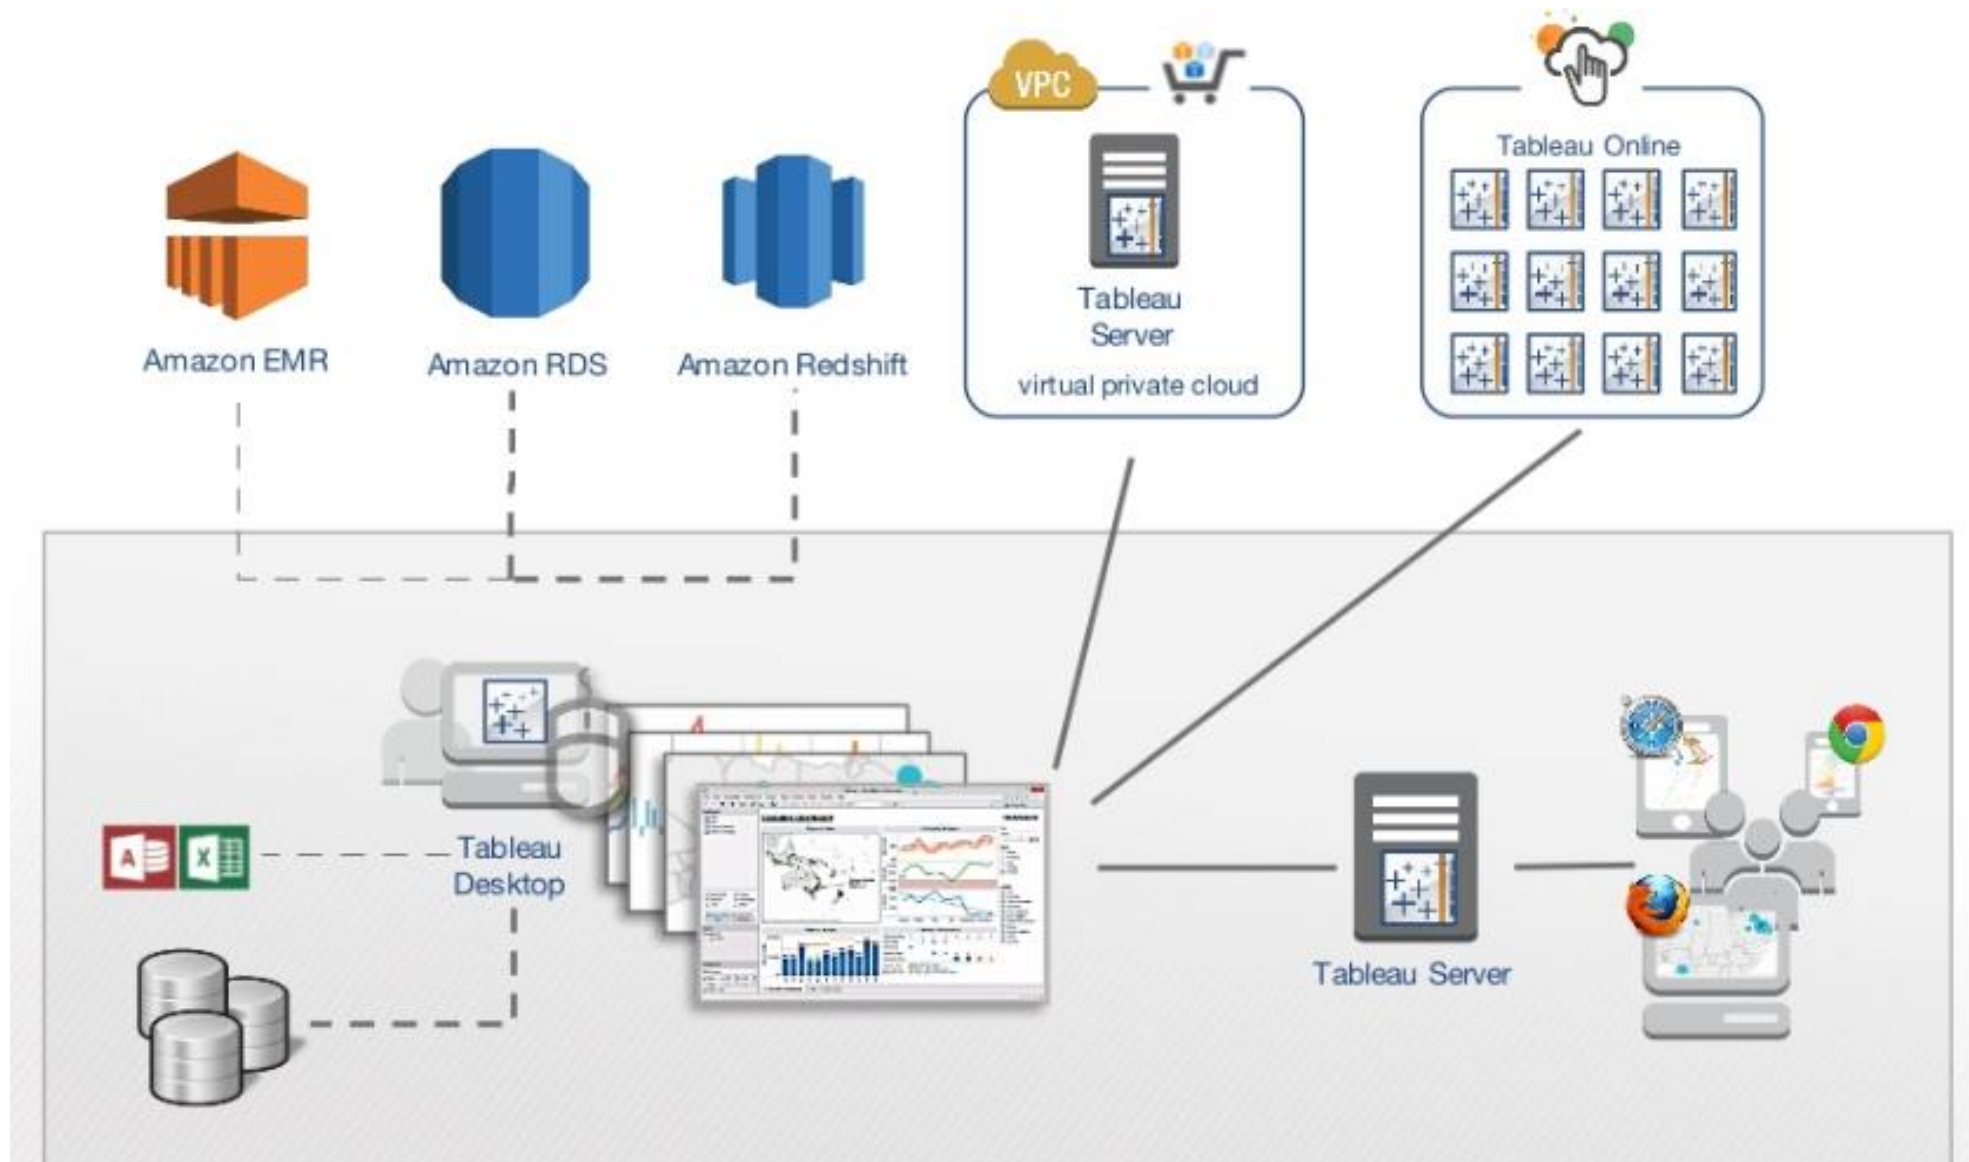 VPC
Tableau Online
Tableau
Server
virtual private cloud
Amazon EMR
Amazon RDS
Amazon Redshift
Tableau
Desktop
A
X
Tableau Server